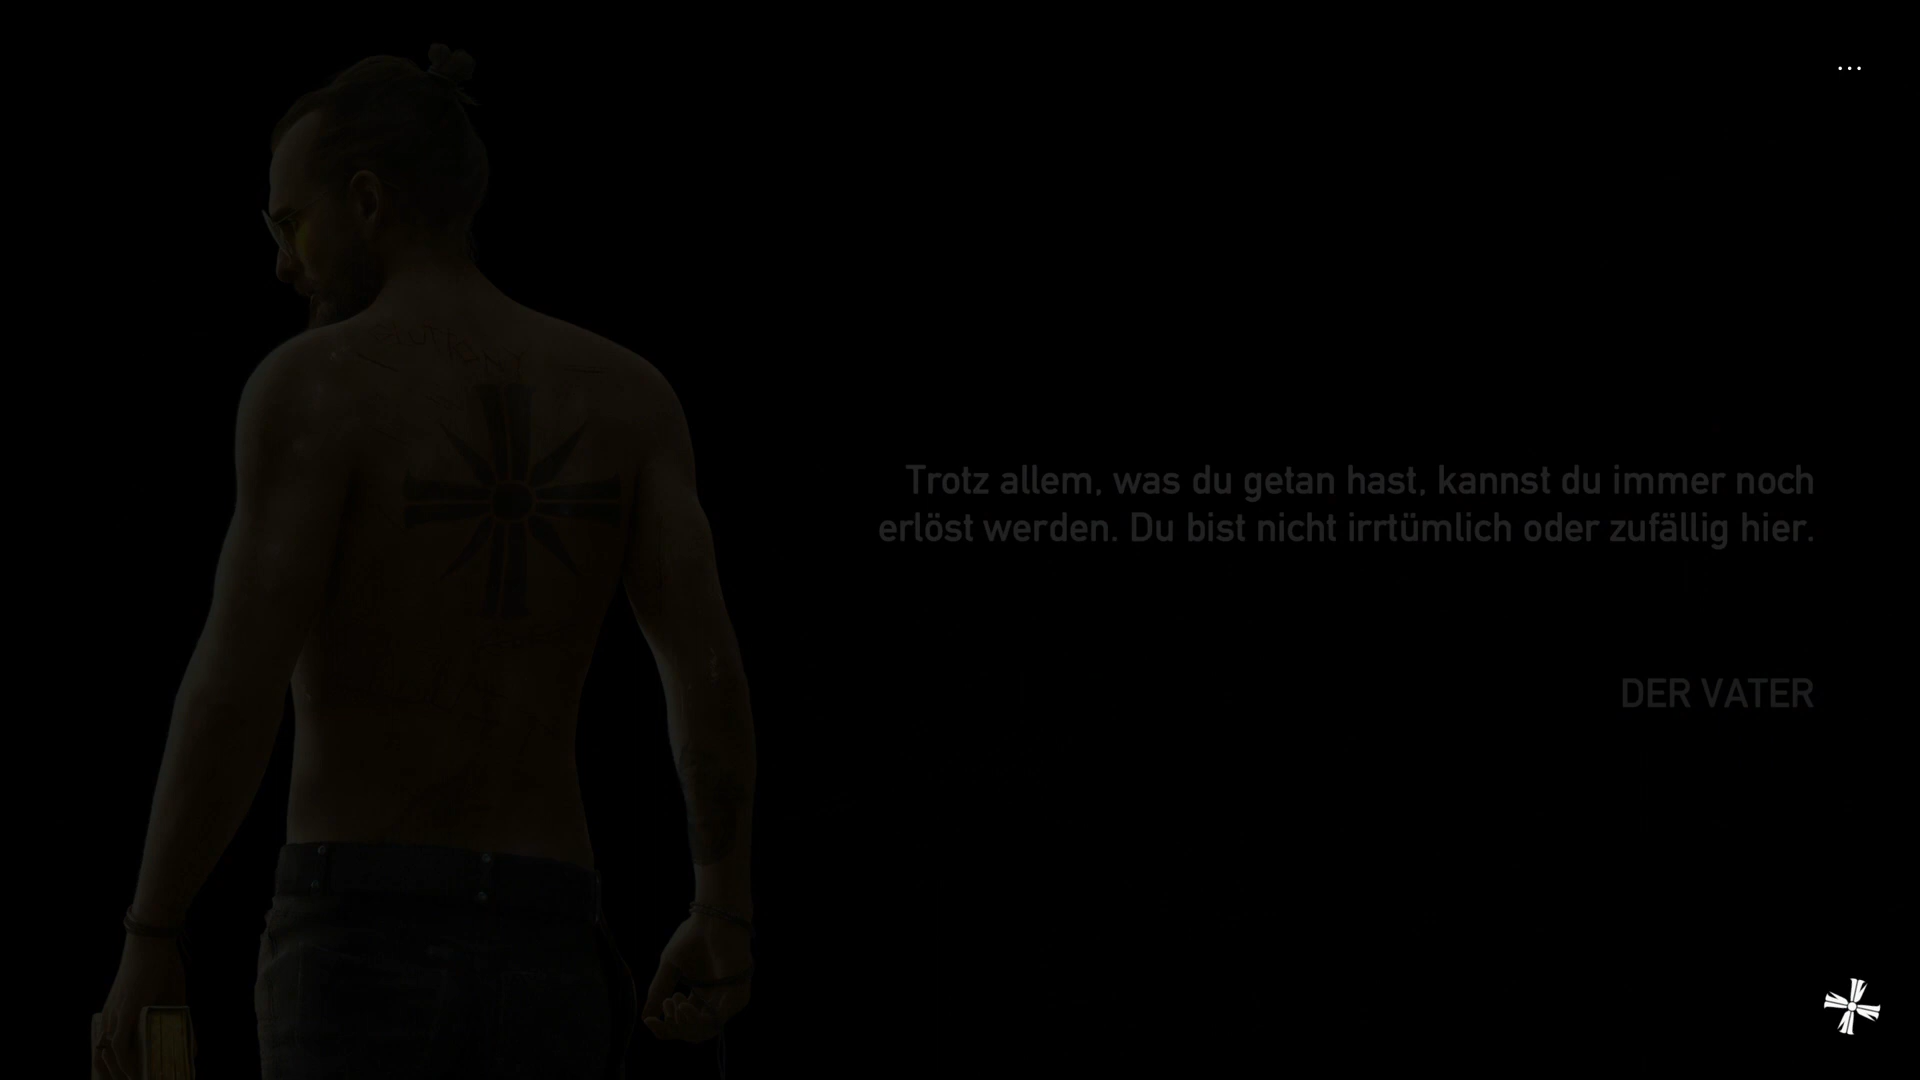 ...
Trotz allem, was du getan hast, kannst du immer noch
erlöst werden. Du bist nicht irrtümlich oder zufällig hier.
DER VATER